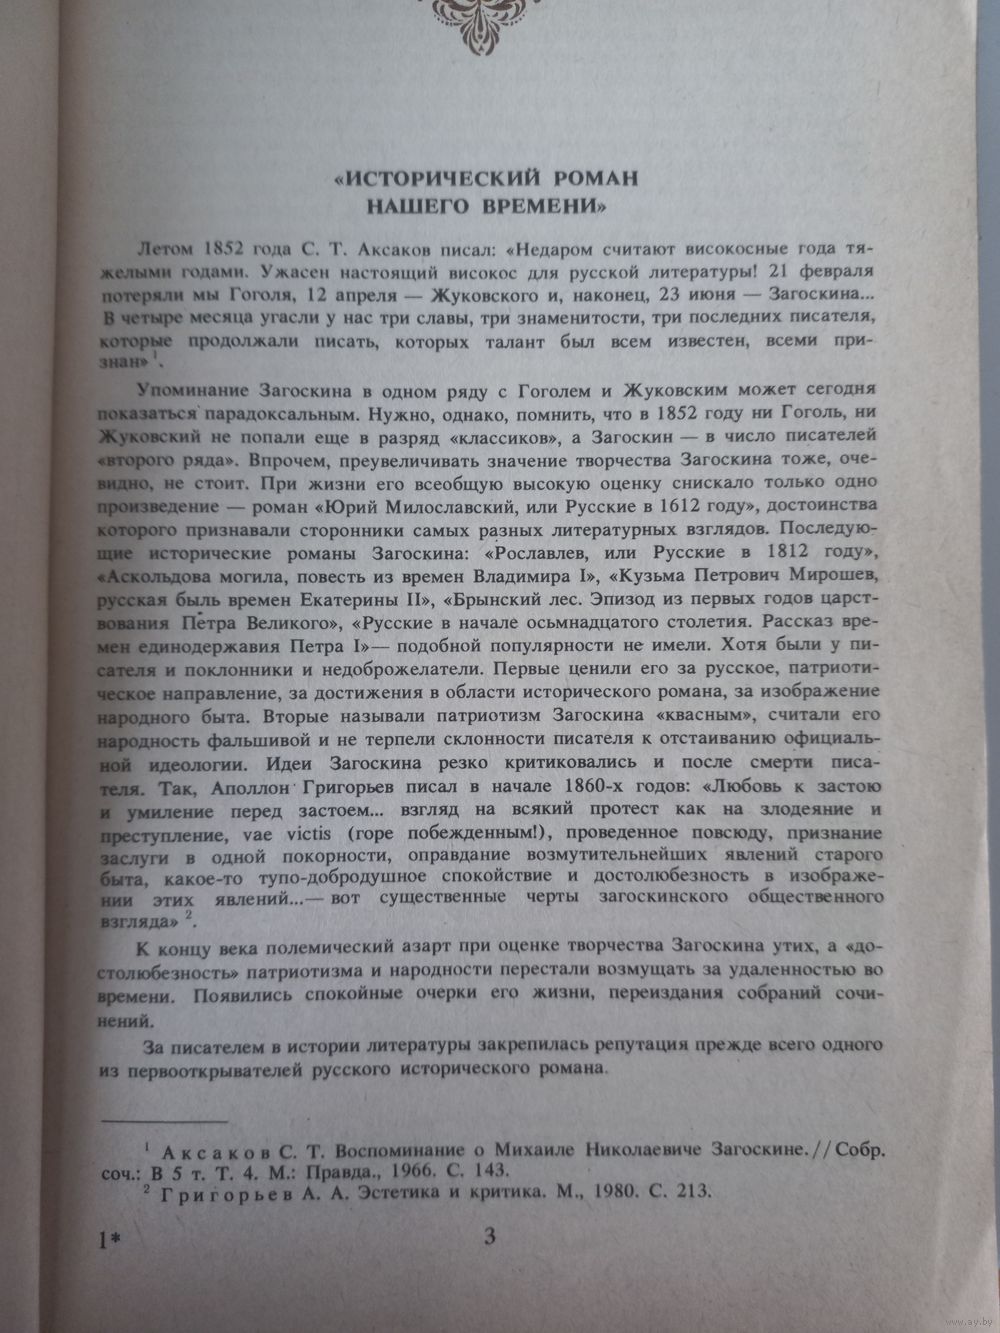 «ИСТОРИЧЕСКИЙ РОМАН
НАШЕГО ВРЕМЕНИ»
Летом 1852 года С. Т. Аксаков писал: «Недаром считают високосные года тя-
желыми годами. Ужасен настоящий високос для русской литературы! 21 февраля
потеряли мы Гоголя, 12 апреля — Жуковского и, наконец, 23 июня — Загоскина...
В четыре месяца угасли у нас три славы, три знаменитости, три последних писателя,
которые продолжали писать, которых талант был всем известен, всеми при-
знан» 1.
Упоминание Загоскина в одном ряду с Гоголем и Жуковским может сегодня
показаться парадоксальным. Нужно, однако, помнить, что в 1852 году ни Гоголь, ни
Жуковский не попали еще в разряд «классиков», а Загоскин — в число писателей
«второго ряда». Впрочем, преувеличивать значение творчества Загоскина тоже, оче-
видно, не стоит. При жизни его всеобщую высокую оценку снискало только одно
произведение — роман «Юрий Милославский, или Русские в 1612 году», достоинства
которого признавали сторонники самых разных литературных взглядов. Последую-
щие исторические романы Загоскина: «Рославлев, или Русские в 1812 году»,
«Аскольдова могила, повесть из времен Владимира I», «Кузьма Петрович Мирошев,
русская быль времен Екатерины II», «Брынский лес. Эпизод из первых годов царст-
вования Петра Великого», «Русские в начале осьмнадцатого столетия. Рассказ вре-
мен единодержавия Петра I»— подобной популярности не имели. Хотя были у пи-
сателя и поклонники и недоброжелатели. Первые ценили его за русское, патриоти-
ческое направление, за достижения в области исторического романа, за изображение
народного быта. Вторые называли патриотизм Загоскина «квасным», считали его
народность фальшивой и не терпели склонности писателя к отстаиванию официаль-
ной идеологии. Идеи Загоскина резко критиковались и после смерти писа-
теля. Так, Аполлон Григорьев писал в начале 1860-х годов: «Любовь к застою
и умиление перед застоем... взгляд на всякий протест как на злодеяние и
преступление, vae victis (горе побежденным!), проведенное повсюду, признание
заслуги в одной покорности, оправдание возмутительнейших явлений старого
быта, какое-то тупо-добродушное спокойствие и достолюбезность в изображе-
нии этих явлений...— вот существенные черты загоскинского общественного
взгляда» 2.
К концу века полемический азарт при оценке творчества Загоскина утих, а «до-
столюбезность» патриотизма и народности перестали возмущать за удаленностью во
времени. Появились спокойные очерки его жизни, переиздания собраний сочи-
нений.
За писателем в истории литературы закрепилась репутация прежде всего одного
из первооткрывателей русского исторического романа.
1 Аксаков С. Т. Воспоминание о Михаиле Николаевиче Загоскине.//Собр.
соч.: В 5 т. Т. 4. М.: Правда., 1966. С. 143.
2 Григорьев А. А. Эстетика и критика. М., 1980. С. 213.
1*
3
www.ay.by